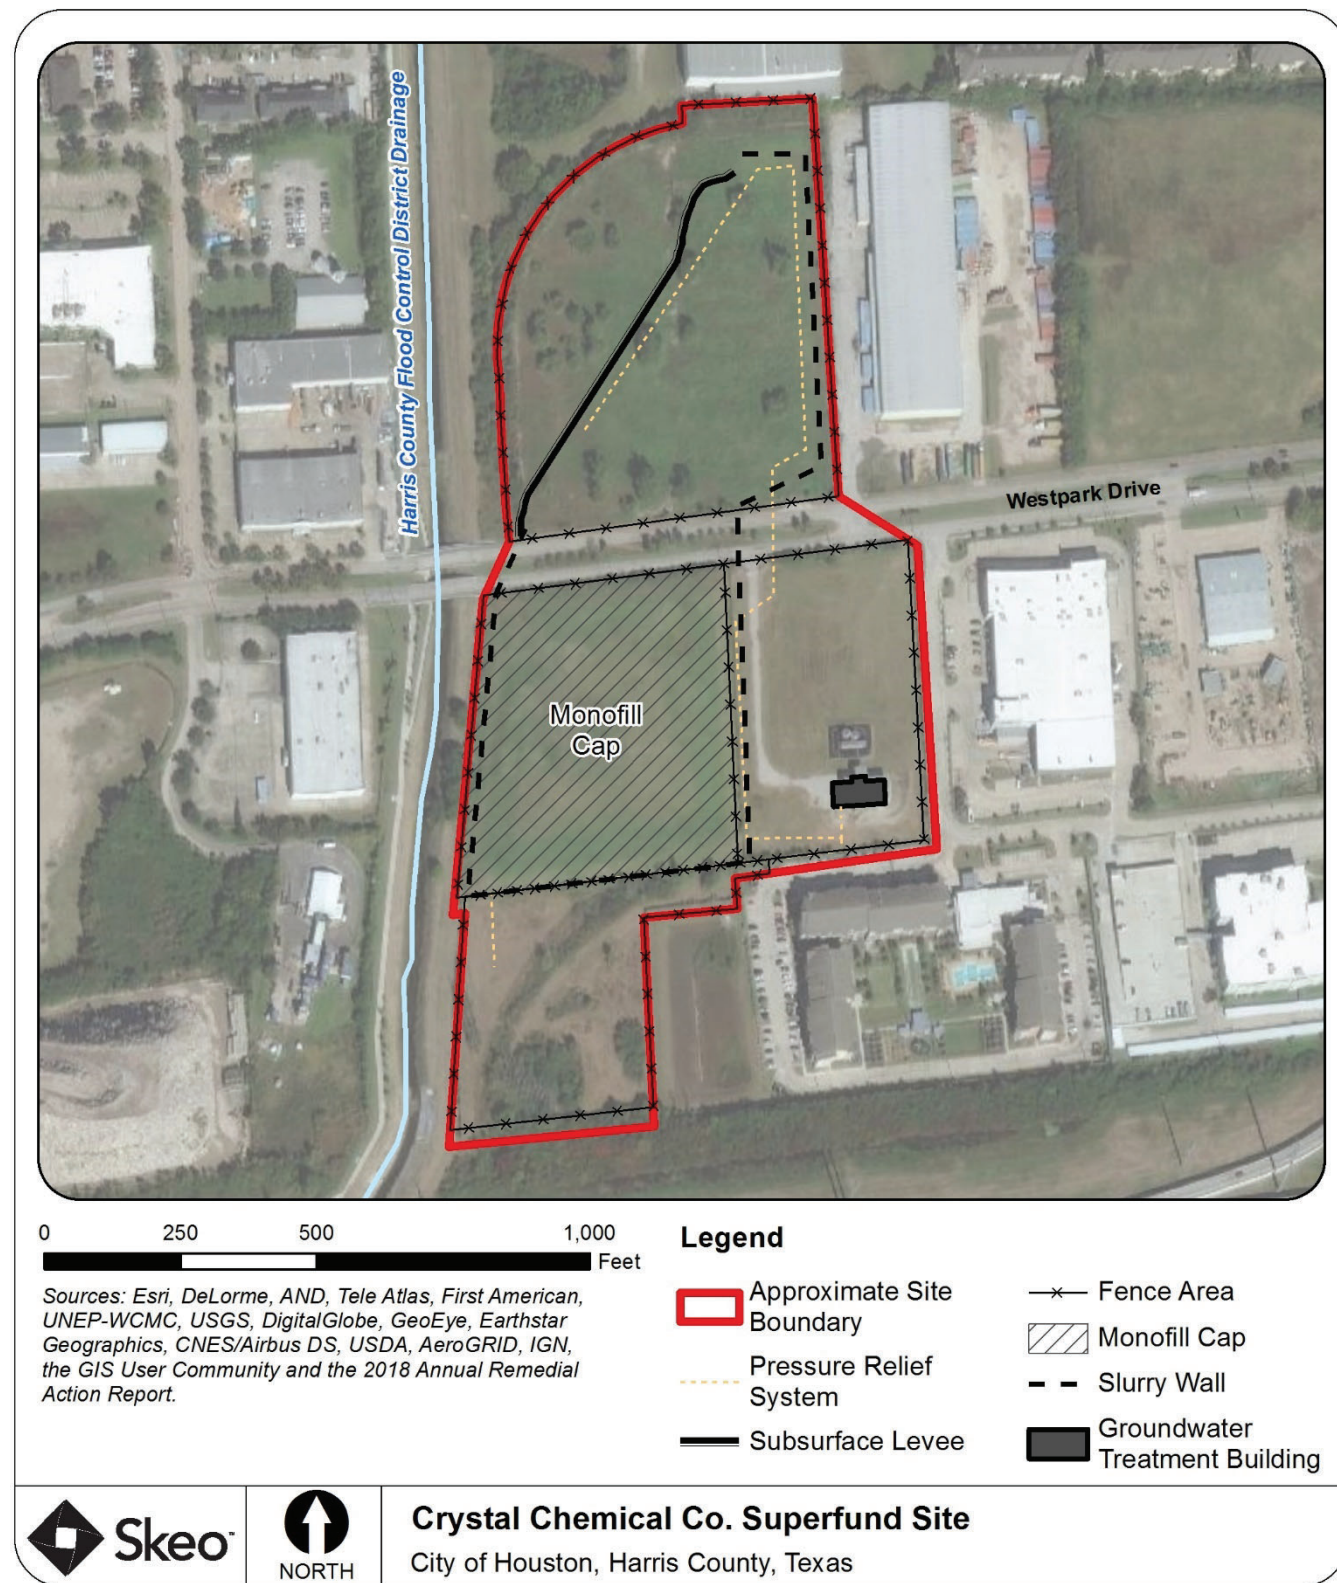 Harris County Flood Control District Drainage
Westpark Drive
Monofill
Cap
0 250 500 1,000
Feet
Sources: Esri, DeLorme, AND, Tele Atlas, First American,
UNEP-WCMC, USGS, DigitalGlobe, GeoEye, Earthstar
Geographics, CNES/Airbus DS, USDA, AeroGRID, IGN,
the GIS User Community and the 2018 Annual Remedial
Action Report.
Legend
Approximate Site
Boundary
Pressure Relief
System
Subsurface Levee
Fence Area
Monofill Cap
Slurry Wall
Groundwater
Treatment Building
Skeo™
NORTH
Crystal Chemical Co. Superfund Site
City of Houston, Harris County, Texas